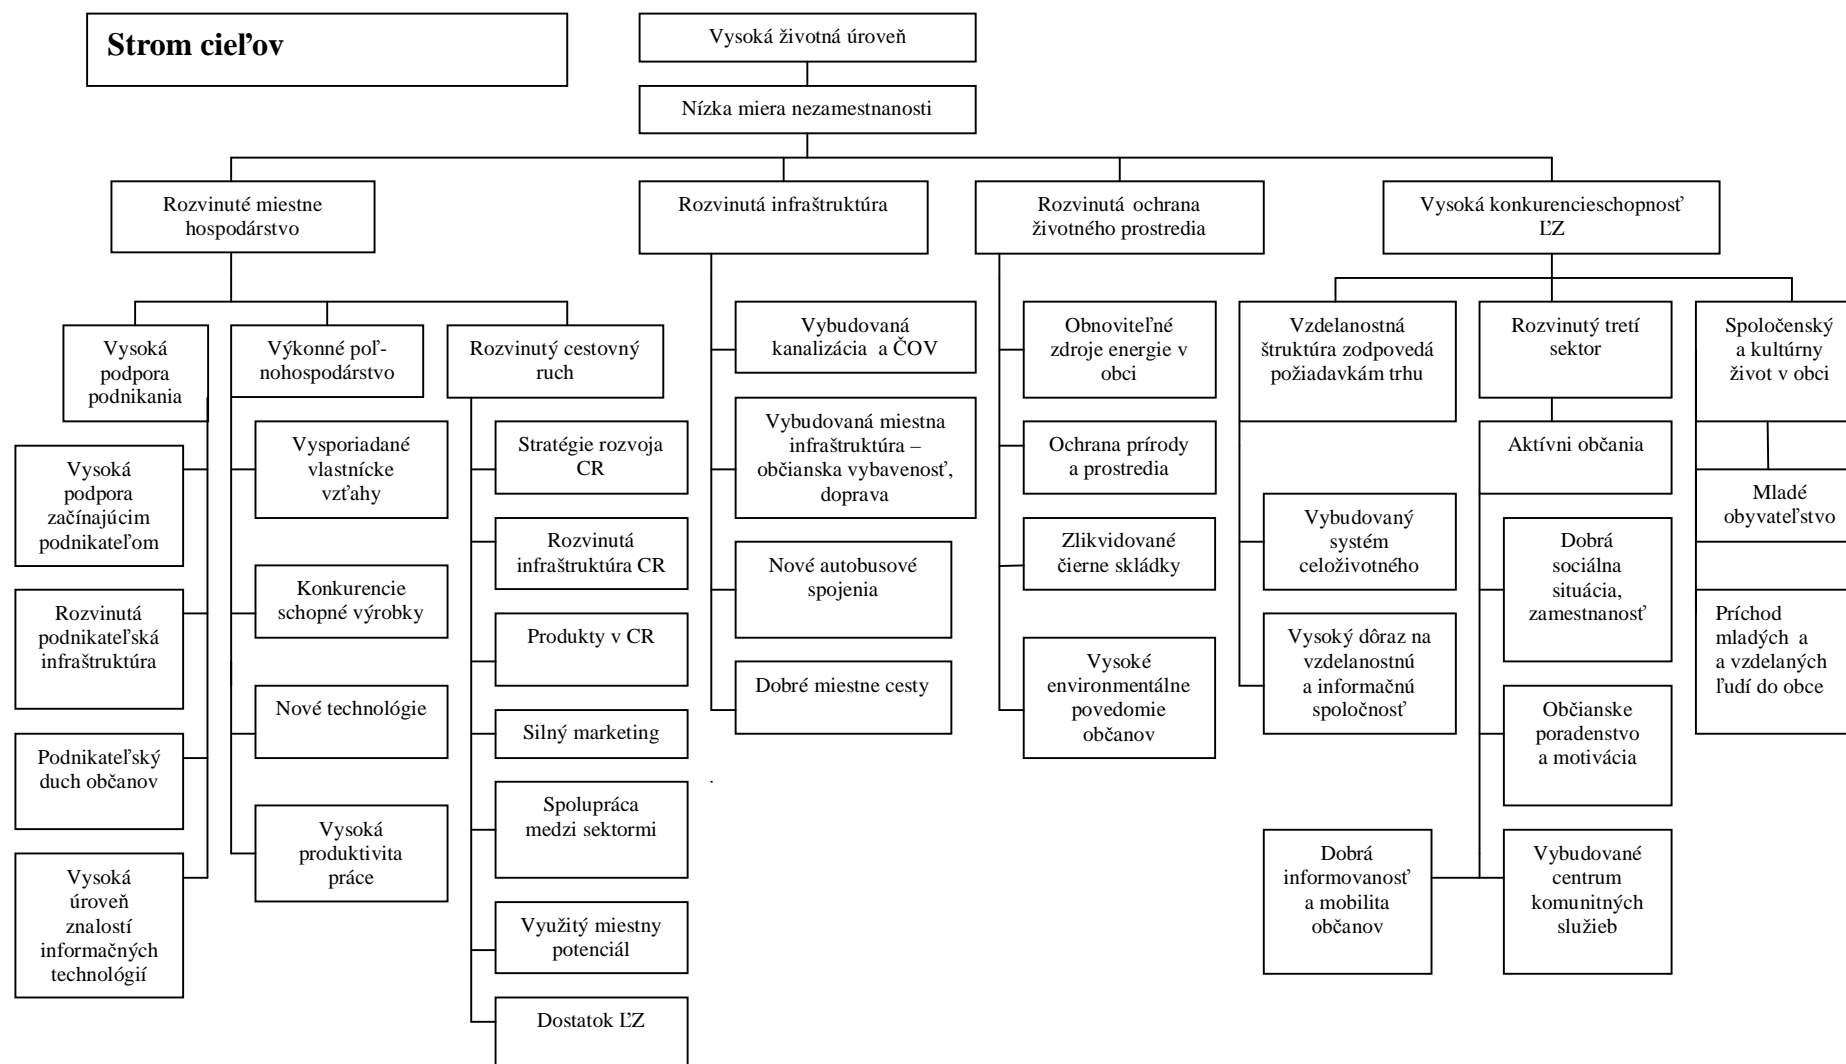 Strom cieľov
Vysoká životná úroveň
Nízka miera nezamestnanosti
Rozvinuté miestne
hospodárstvo
Rozvinutá infraštruktúra
Rozvinutá ochrana
životného prostredia
Vysoká konkurencieschopnosť
ĽZ
Vysoká
podpora
podnikania
Výkonné poľ-
nohospodárstvo
Rozvinutý cestovný
ruch
Vybudovaná
kanalizácia a ČOV
Obnoviteľné
zdroje energie v
obci
Vzdelanostná
štruktúra zodpovedá
požiadavkám trhu
Rozvinutý tretí
sektor
Spoločenský
a kultúrny
život v obci
Vysoká
podpora
začínajúcim
podnikateľom
Rozvinutá
podnikateľská
infraštruktúra
Podnikateľský
duch občanov
Vysoká
úroveň
znalostí
informačných
technológií
Vysporiadané
vlastnícke
vzťahy
Konkurencie
schopné výrobky
Nové technológie
Vysoká
produktivita
práce
Stratégie rozvoja
CR
Rozvinutá
infraštruktúra CR
Produkty v CR
Silný marketing
Spolupráca
medzi sektormi
Využitý miestny
potenciál
Dostatok ĽZ
Vybudovaná miestna
infraštruktúra –
občianska vybavenosť,
doprava
Nové autobusové
spojenia
Dobré miestne cesty
Ochrana prírody
a prostredia
Zlikvidované
čierne skládky
Vysoké
environmentálne
povedomie
občanov
Vybudovaný
systém
celoživotného
Vysoký dôraz na
vzdelanostnú
a informačnú
spoločnosť
Aktívni občania
Dobrá
sociálna
situácia,
zamestnanosť
Občianske
poradenstvo
a motivácia
Dobrá
informovanosť
a mobilita
občanov
Vybudované
centrum
komunitných
služieb
Mladé
obyvateľstvo
Príchod
mladých a
a vzdelaných
ľudí do obce